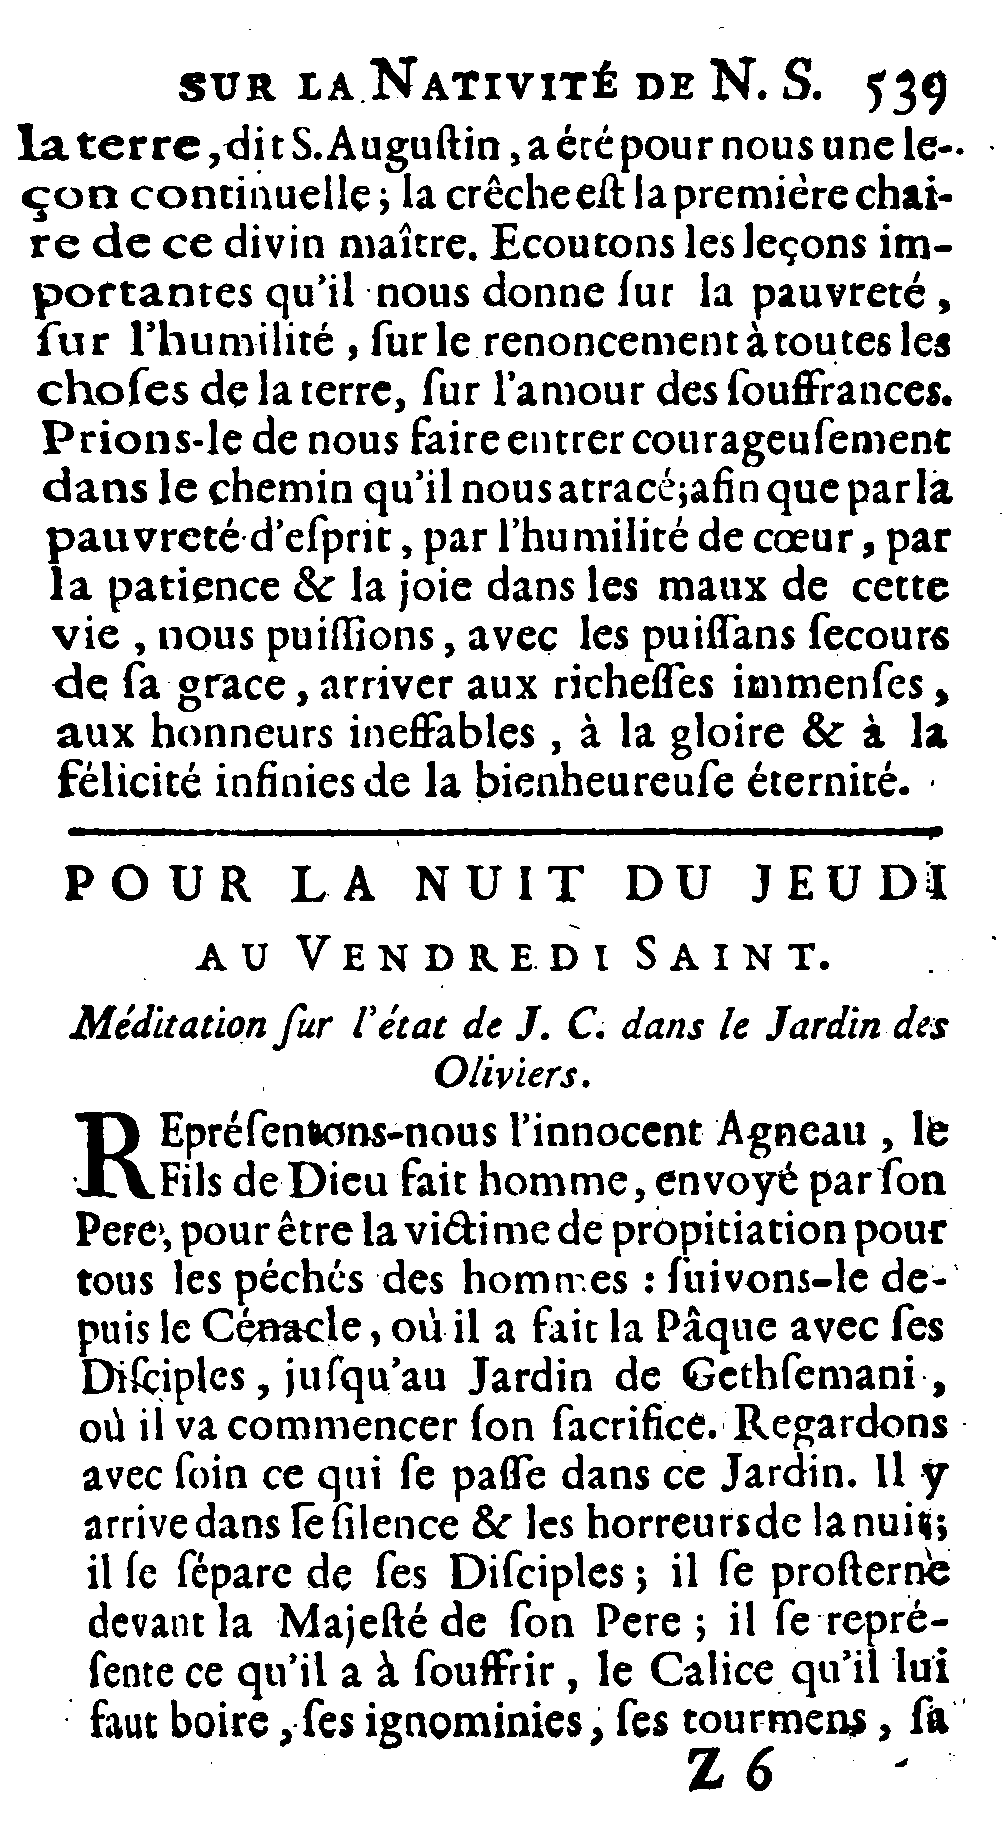 SUR LA NATIVITÉ DE N. S. 539
la terre, dit S. Auguſtin, a été pour nous une le-
çon continuelle; la crêche eſt la première chai-
re de ce divin maître. Ecoutons les leçons im-
portantes qu'il nous donne ſur la pauvreté,
ſur l'humilité, ſur le renoncement à toutes les
choſes de la terre, ſur l'amour des ſouffrances.
Prions-le de nous faire entrer courageuſement
dans le chemin qu'il nous a tracé; afin que par la
pauvreté d'eſprit, par l'humilité de cœur, par
la patience & la joie dans les maux de cette
vie, nous puiſſions, avec les puiſſans ſecours
de ſa grace, arriver aux richeſſes immenſes,
aux honneurs ineffables, à la gloire & à la
félicité infinies de la bienheureuſe éternité.
POUR LA NUIT DU JEUDI
AU VENDREDI SAINT.
Méditation ſur l'état de J. C. dans le Jardin des
Oliviers.
REpréſentons-nous l'innocent Agneau, le
Fils de Dieu fait homme, envoyé par ſon
Pere, pour être la victime de propitiation pour
tous les péchés des hommes : ſuivons-le de-
puis le Cénacle, où il a fait la Pâque avec ſes
Diſciples, juſqu'au Jardin de Gethſemani,
où il va commencer ſon ſacrifice. Regardons
avec ſoin ce qui ſe paſſe dans ce Jardin. Il y
arrive dans le ſilence & les horreurs de la nuit;
il ſe ſépare de ſes Diſciples; il ſe proſterne
devant la Majeſté de ſon Pere; il ſe repré-
ſente ce qu'il a à ſouffrir, le Calice qu'il lui
faut boire, ſes ignominies, ſes tourmens, ſa
Z 6